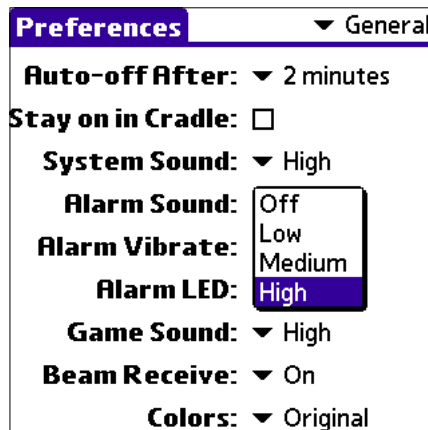 Preferences General
Auto-off After: 2 minutes
Stay on in Cradle:
System Sound: High
Alarm Sound: Off
Low
Alarm Vibrate: Medium
Alarm LED: High
Game Sound: High
Beam Receive: On
Colors: Original